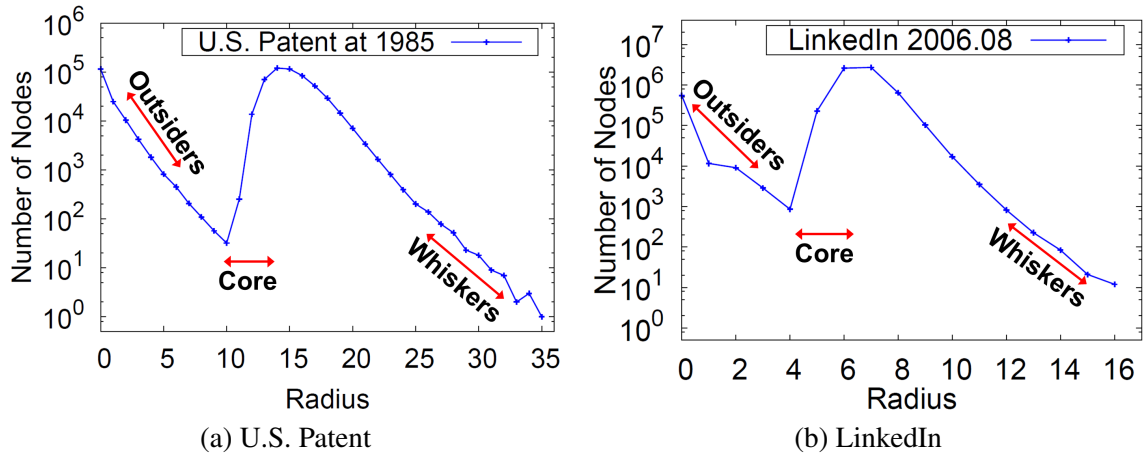 U.S. Patent at 1985
Number of Nodes
10^6
10^5
10^4
10^3
10^2
10^1
10^0
Outsiders
Core
Whiskers
0 5 10 15 20 25 30 35
Radius
(a) U.S. Patent
LinkedIn 2006.08
Number of Nodes
10^7
10^6
10^5
10^4
10^3
10^2
10^1
10^0
Outsiders
Core
Whiskers
0 2 4 6 8 10 12 14 16
Radius
(b) LinkedIn